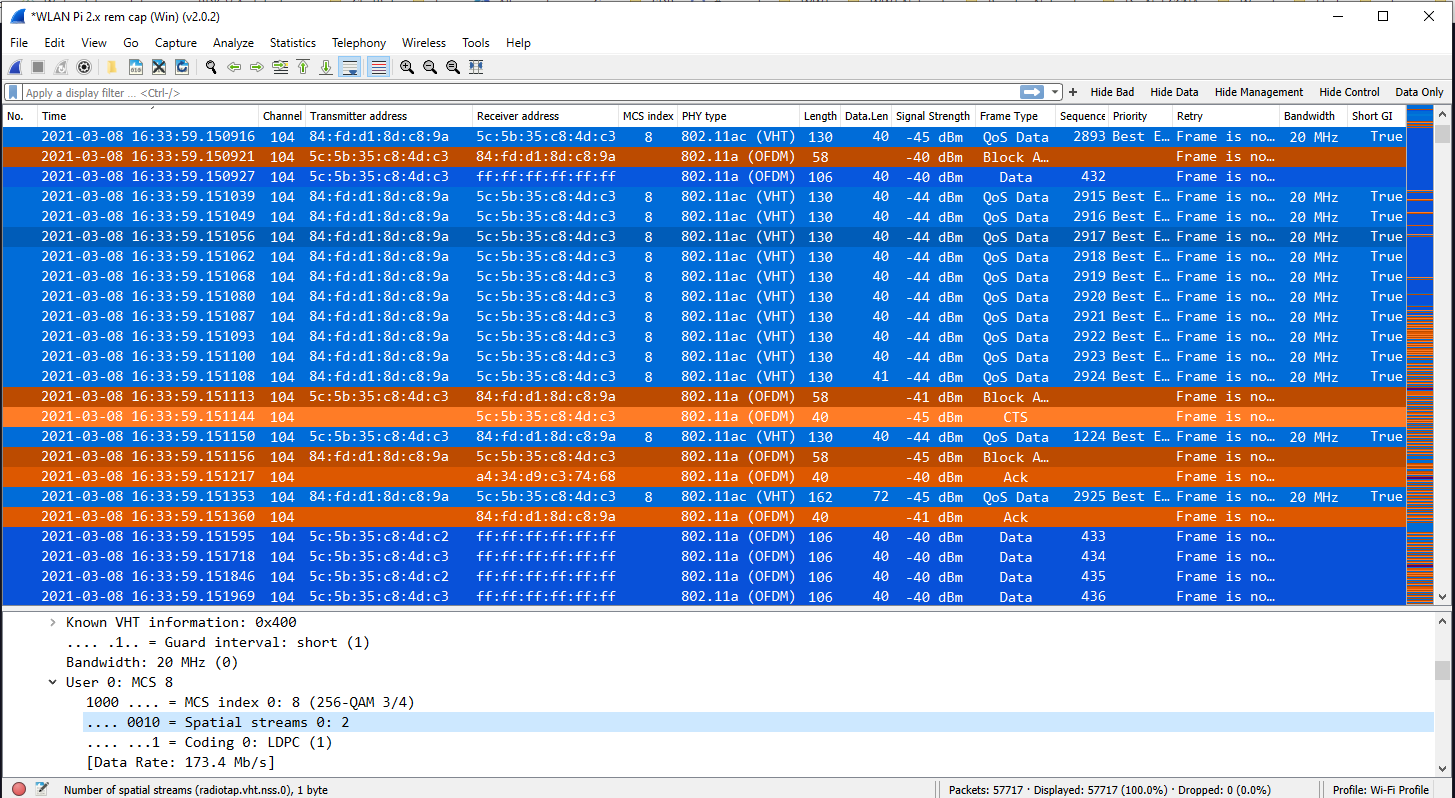 *WLAN Pi 2.x rem cap (Win) (v2.0.2)
File Edit View Go Capture Analyze Statistics Telephony Wireless Tools Help
Apply a display filter … <Ctrl-/> + Hide Bad Hide Data Hide Management Hide Control Data Only
No. Time Channel Transmitter address Receiver address MCS index PHY type Length Data.Len Signal Strength Frame Type Sequence Priority Retry Bandwidth Short GI
2021-03-08 16:33:59.150916 104 84:fd:d1:8d:c8:9a 5c:5b:35:c8:4d:c3 8 802.11ac (VHT) 130 40 -45 dBm QoS Data 2893 Best E… Frame is no… 20 MHz True
2021-03-08 16:33:59.150921 104 5c:5b:35:c8:4d:c3 84:fd:d1:8d:c8:9a 802.11a (OFDM) 58 -40 dBm Block A… Frame is no…
2021-03-08 16:33:59.150927 104 5c:5b:35:c8:4d:c3 ff:ff:ff:ff:ff:ff 802.11a (OFDM) 106 40 -40 dBm Data 432 Frame is no…
2021-03-08 16:33:59.151039 104 84:fd:d1:8d:c8:9a 5c:5b:35:c8:4d:c3 8 802.11ac (VHT) 130 40 -44 dBm QoS Data 2915 Best E… Frame is no… 20 MHz True
2021-03-08 16:33:59.151049 104 84:fd:d1:8d:c8:9a 5c:5b:35:c8:4d:c3 8 802.11ac (VHT) 130 40 -44 dBm QoS Data 2916 Best E… Frame is no… 20 MHz True
2021-03-08 16:33:59.151056 104 84:fd:d1:8d:c8:9a 5c:5b:35:c8:4d:c3 8 802.11ac (VHT) 130 40 -44 dBm QoS Data 2917 Best E… Frame is no… 20 MHz True
2021-03-08 16:33:59.151062 104 84:fd:d1:8d:c8:9a 5c:5b:35:c8:4d:c3 8 802.11ac (VHT) 130 40 -44 dBm QoS Data 2918 Best E… Frame is no… 20 MHz True
2021-03-08 16:33:59.151068 104 84:fd:d1:8d:c8:9a 5c:5b:35:c8:4d:c3 8 802.11ac (VHT) 130 40 -44 dBm QoS Data 2919 Best E… Frame is no… 20 MHz True
2021-03-08 16:33:59.151080 104 84:fd:d1:8d:c8:9a 5c:5b:35:c8:4d:c3 8 802.11ac (VHT) 130 40 -44 dBm QoS Data 2920 Best E… Frame is no… 20 MHz True
2021-03-08 16:33:59.151087 104 84:fd:d1:8d:c8:9a 5c:5b:35:c8:4d:c3 8 802.11ac (VHT) 130 40 -44 dBm QoS Data 2921 Best E… Frame is no… 20 MHz True
2021-03-08 16:33:59.151093 104 84:fd:d1:8d:c8:9a 5c:5b:35:c8:4d:c3 8 802.11ac (VHT) 130 40 -44 dBm QoS Data 2922 Best E… Frame is no… 20 MHz True
2021-03-08 16:33:59.151100 104 84:fd:d1:8d:c8:9a 5c:5b:35:c8:4d:c3 8 802.11ac (VHT) 130 40 -44 dBm QoS Data 2923 Best E… Frame is no… 20 MHz True
2021-03-08 16:33:59.151108 104 84:fd:d1:8d:c8:9a 5c:5b:35:c8:4d:c3 8 802.11ac (VHT) 130 41 -44 dBm QoS Data 2924 Best E… Frame is no… 20 MHz True
2021-03-08 16:33:59.151113 104 5c:5b:35:c8:4d:c3 84:fd:d1:8d:c8:9a 802.11a (OFDM) 58 -41 dBm Block A… Frame is no…
2021-03-08 16:33:59.151144 104 5c:5b:35:c8:4d:c3 802.11a (OFDM) 40 -45 dBm CTS Frame is no…
2021-03-08 16:33:59.151150 104 5c:5b:35:c8:4d:c3 84:fd:d1:8d:c8:9a 8 802.11ac (VHT) 130 40 -44 dBm QoS Data 1224 Best E… Frame is no… 20 MHz True
2021-03-08 16:33:59.151156 104 84:fd:d1:8d:c8:9a 5c:5b:35:c8:4d:c3 802.11a (OFDM) 58 -45 dBm Block A… Frame is no…
2021-03-08 16:33:59.151217 104 a4:34:d9:c3:74:68 802.11a (OFDM) 40 -40 dBm Ack Frame is no…
2021-03-08 16:33:59.151353 104 84:fd:d1:8d:c8:9a 5c:5b:35:c8:4d:c3 8 802.11ac (VHT) 162 72 -45 dBm QoS Data 2925 Best E… Frame is no… 20 MHz True
2021-03-08 16:33:59.151360 104 84:fd:d1:8d:c8:9a 802.11a (OFDM) 40 -41 dBm Ack Frame is no…
2021-03-08 16:33:59.151595 104 5c:5b:35:c8:4d:c2 ff:ff:ff:ff:ff:ff 802.11a (OFDM) 106 40 -40 dBm Data 433 Frame is no…
2021-03-08 16:33:59.151718 104 5c:5b:35:c8:4d:c3 ff:ff:ff:ff:ff:ff 802.11a (OFDM) 106 40 -40 dBm Data 434 Frame is no…
2021-03-08 16:33:59.151846 104 5c:5b:35:c8:4d:c2 ff:ff:ff:ff:ff:ff 802.11a (OFDM) 106 40 -40 dBm Data 435 Frame is no…
2021-03-08 16:33:59.151969 104 5c:5b:35:c8:4d:c3 ff:ff:ff:ff:ff:ff 802.11a (OFDM) 106 40 -40 dBm Data 436 Frame is no…
Known VHT information: 0x400
.... .1.. = Guard interval: short (1)
Bandwidth: 20 MHz (0)
User 0: MCS 8
1000 .... = MCS index 0: 8 (256-QAM 3/4)
.... 0010 = Spatial streams 0: 2
.... ...1 = Coding 0: LDPC (1)
[Data Rate: 173.4 Mb/s]
Number of spatial streams (radiotap.vht.nss.0), 1 byte Packets: 57717 · Displayed: 57717 (100.0%) · Dropped: 0 (0.0%) Profile: Wi-Fi Profile